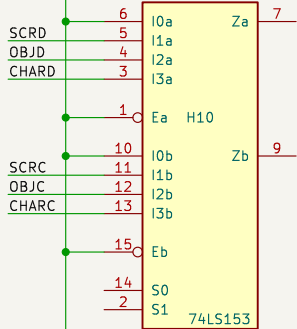 6 I0a Za 7
SCRD 5 I1a
OBJD 4 I2a
CHARD 3 I3a
1 Ea H10
10 I0b Zb 9
SCRC 11 I1b
OBJC 12 I2b
CHARC 13 I3b
15 Eb
14 S0
2 S1
74LS153